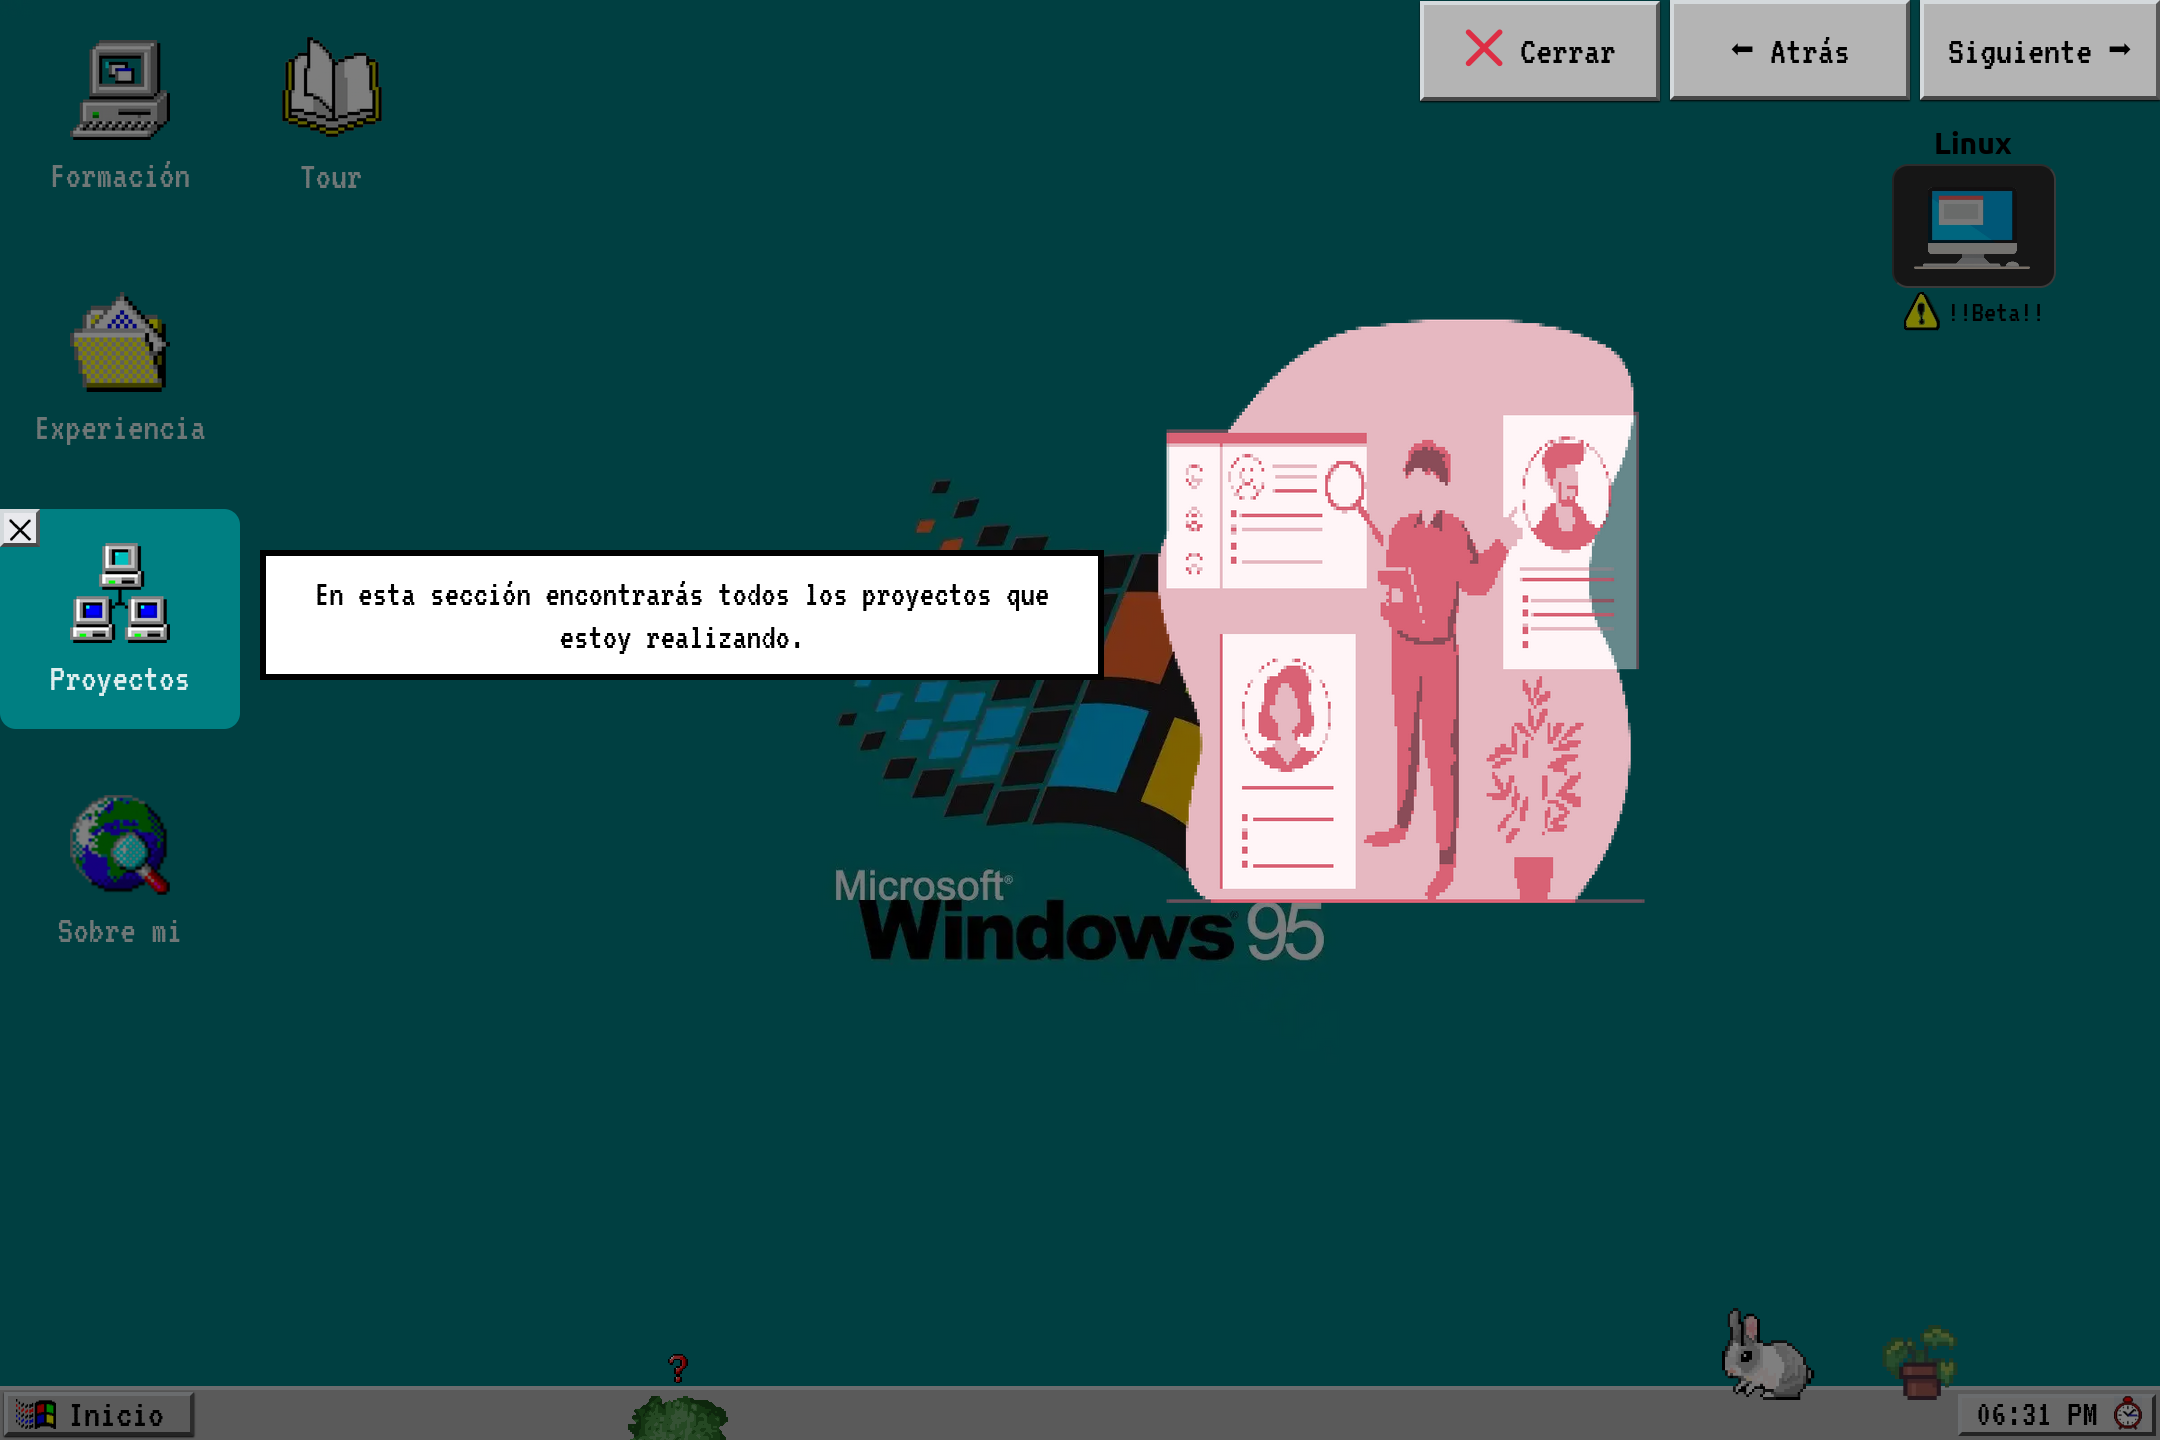 Cerrar
← Atrás
Siguiente →
Formación
Tour
Linux
!!Beta!!
Experiencia
En esta sección encontrarás todos los proyectos que
estoy realizando.
Proyectos
Microsoft®
Windows® 95
Sobre mi
?
Inicio
06:31 PM